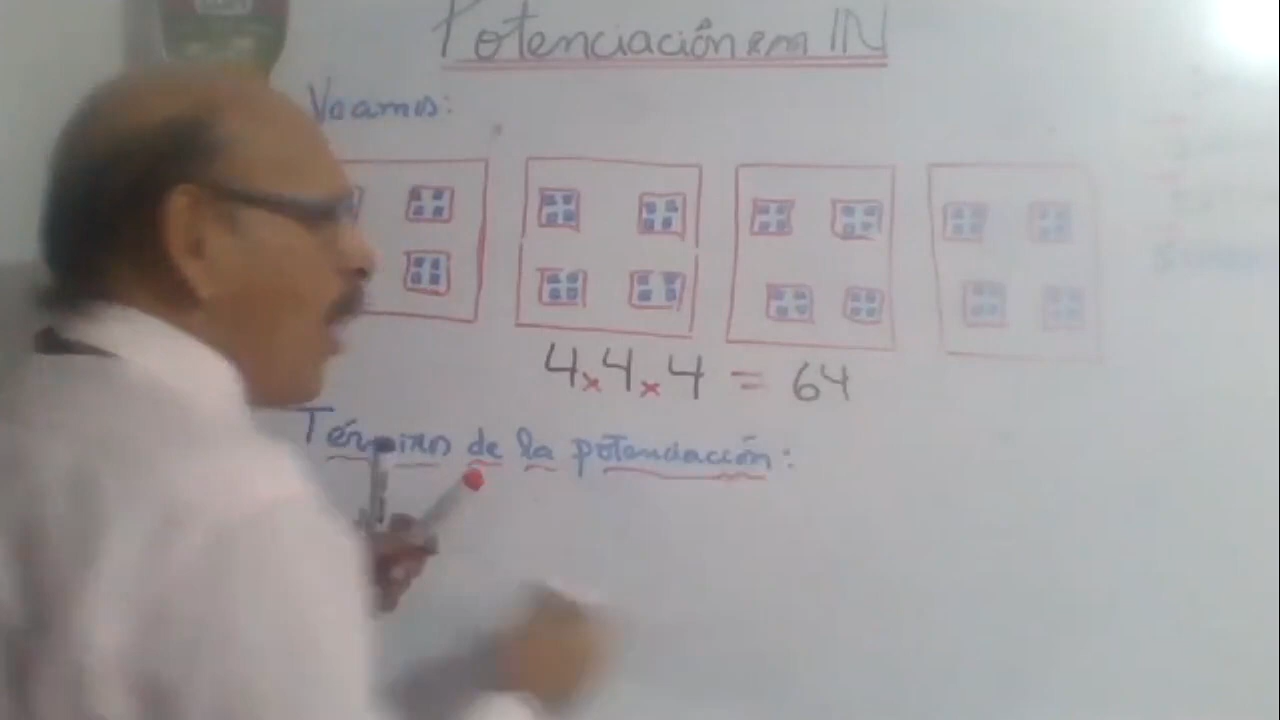 Potenciación en IN
Veamos:
4 x 4 x 4 = 64
Términos de la potenciación: